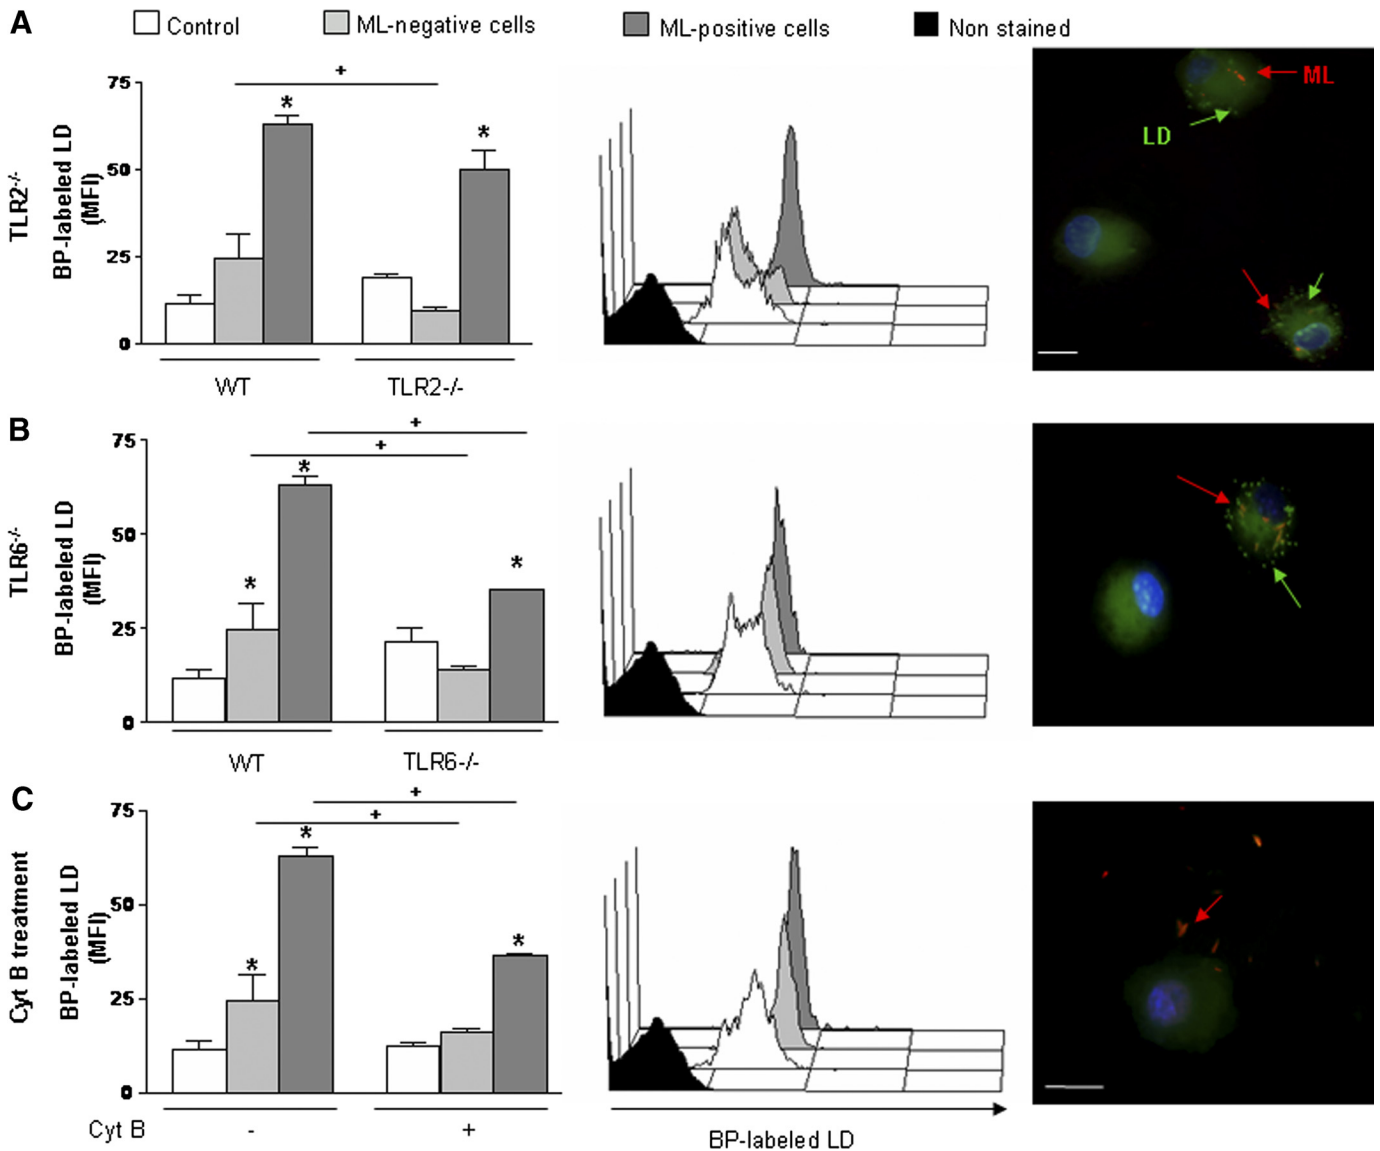 A
Control
ML-negative cells
ML-positive cells
Non stained
TLR2-/-
BP-labeled LD
(MFI)
75
50
25
0
+
*
*
WT
TLR2-/-
ML
LD
B
TLR6-/-
BP-labeled LD
(MFI)
75
50
25
0
+
+
*
*
*
WT
TLR6-/-
C
Cyt B treatment
BP-labeled LD
(MFI)
75
50
25
0
+
+
*
*
*
Cyt B
-
+
BP-labeled LD